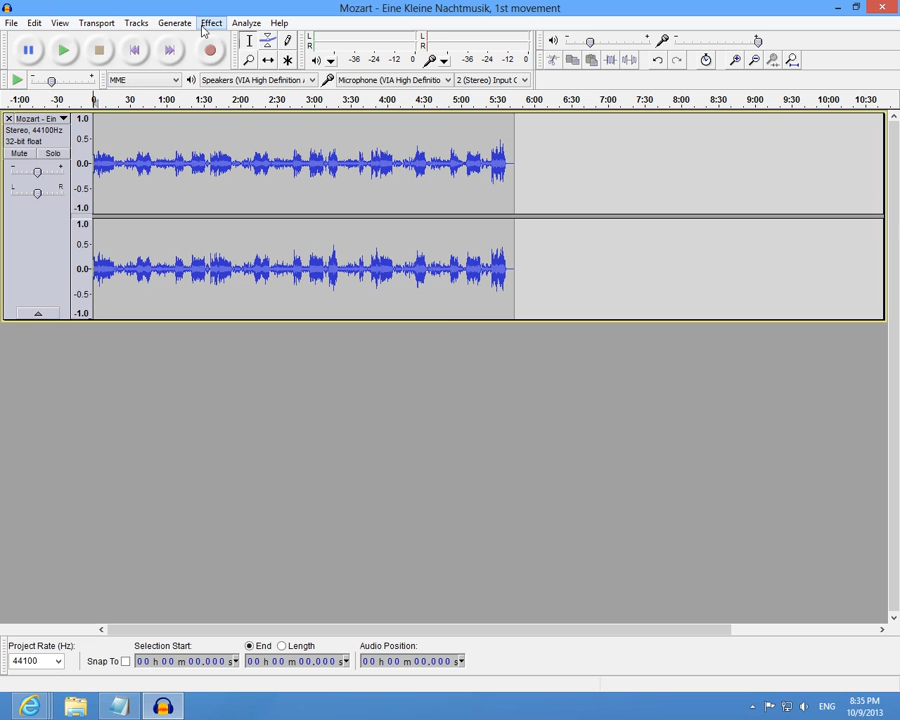 Mozart - Eine Kleine Nachtmusik, 1st movement
File Edit View Transport Tracks Generate Effect Analyze Help
L R -36 -24 -12 0 L R -36 -24 -12 0
MME Speakers (VIA High Definition A Microphone (VIA High Definitio 2 (Stereo) Input C
-1:00 -30 0 30 1:00 1:30 2:00 2:30 3:00 3:30 4:00 4:30 5:00 5:30 6:00 6:30 7:00 7:30 8:00 8:30 9:00 9:30 10:00 10:30
Mozart - Ein
Stereo, 44100Hz
32-bit float
Mute Solo
- +
L R
1.0
0.5
0.0
-0.5
-1.0
1.0
0.5
0.0
-0.5
-1.0
Project Rate (Hz): Selection Start: End Length Audio Position:
44100 Snap To 00 h 00 m 00,000 s 00 h 00 m 00,000 s 00 h 00 m 00,000 s
ENG 8:35 PM
10/9/2013